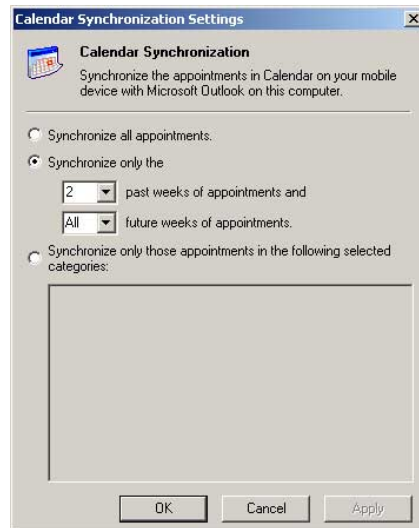 Calendar Synchronization Settings
Calendar Synchronization
Synchronize the appointments in Calendar on your mobile
device with Microsoft Outlook on this computer.
Synchronize all appointments.
Synchronize only the
2 past weeks of appointments and
All future weeks of appointments.
Synchronize only those appointments in the following selected
categories:
OK Cancel Apply